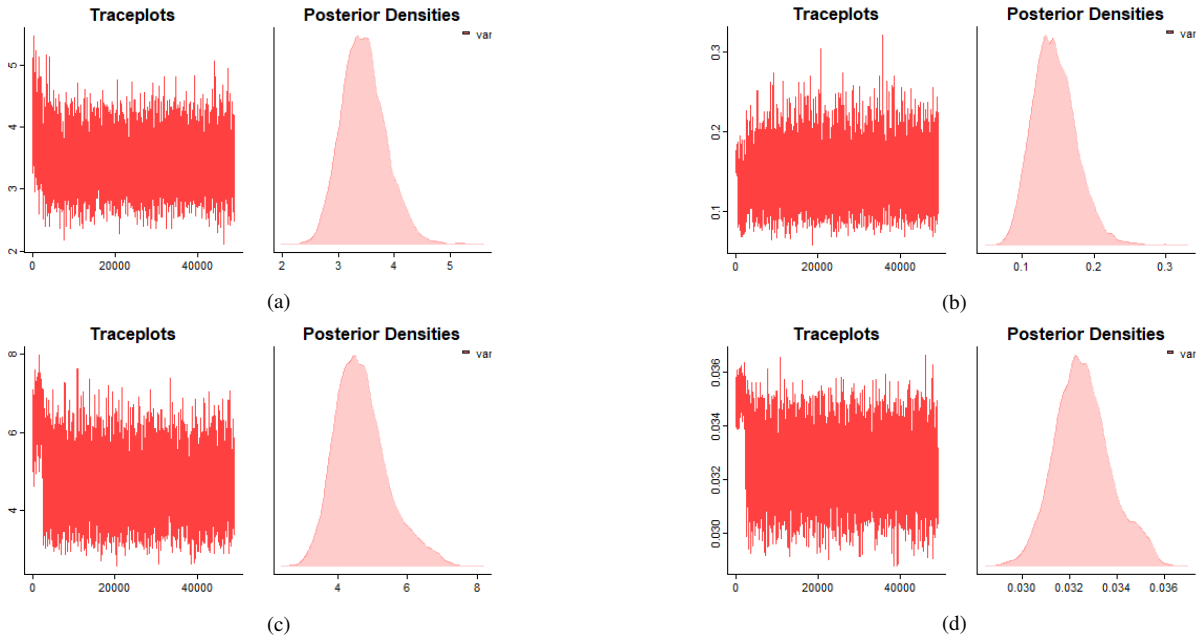 Traceplots
Posterior Densities
var
5
4
3
2
0 20000 40000
2 3 4 5
(a)
Traceplots
Posterior Densities
var
0.3
0.2
0.1
0 20000 40000
0.1 0.2 0.3
(b)
Traceplots
Posterior Densities
var
8
6
4
0 20000 40000
4 6 8
(c)
Traceplots
Posterior Densities
var
0.036
0.034
0.032
0.030
0 20000 40000
0.030 0.032 0.034 0.036
(d)